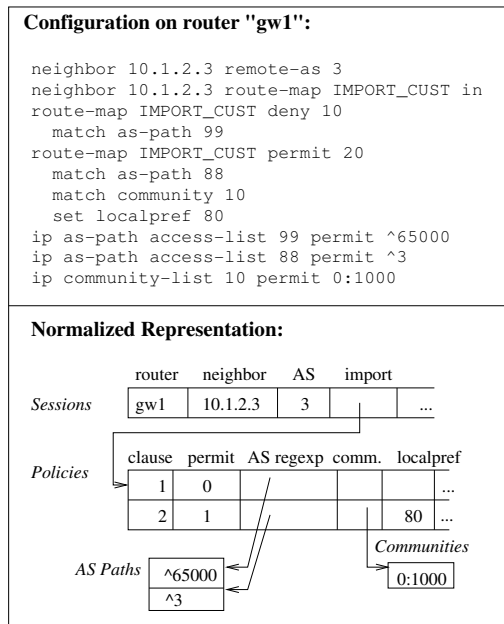 Configuration on router "gw1":
neighbor 10.1.2.3 remote-as 3
neighbor 10.1.2.3 route-map IMPORT_CUST in
route-map IMPORT_CUST deny 10
match as-path 99
route-map IMPORT_CUST permit 20
match as-path 88
match community 10
set localpref 80
ip as-path access-list 99 permit ^65000
ip as-path access-list 88 permit ^3
ip community-list 10 permit 0:1000
Normalized Representation:
router neighbor AS import
Sessions gw1 10.1.2.3 3 ...
clause permit AS regexp comm. localpref
Policies
1 0 ...
2 1 80 ...
Communities
AS Paths ^65000 0:1000
^3